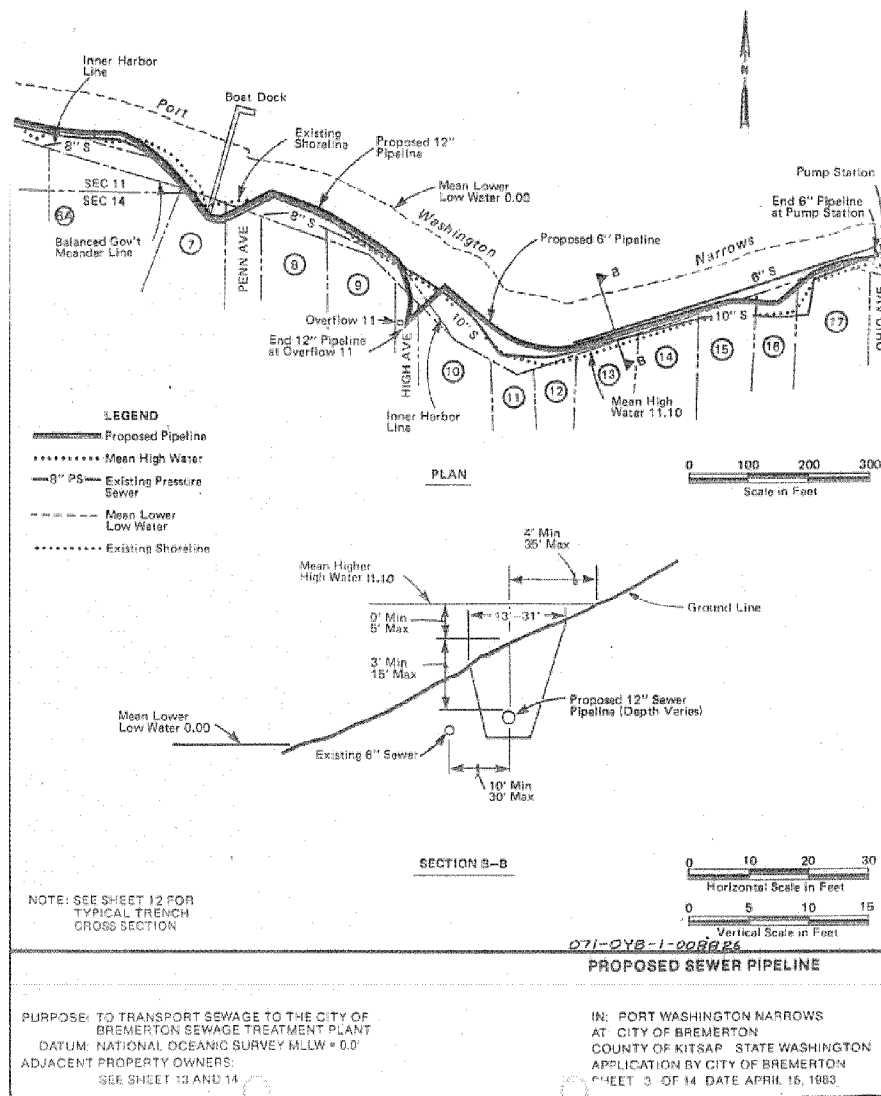 Inner Harbor
Line
Boat Dock
Port
Existing
Shoreline
Proposed 12"
Pipeline
N
8" S
Mean Lower
Low Water 0.00
Pump Station
End 6" Pipeline
at Pump Station
SEC 11
SEC 14
6A
7
Balanced Gov't
Meander Line
PENN AVE
8" S
8
9
Washington
Proposed 6" Pipeline
Narrows
B
6" S
10" S
Overflow 11
End 12" Pipeline
at Overflow 11
HIGH AVE
10" S
10
11
12
13
14
15
16
17
OHIO AVE
B
Inner Harbor
Line
Mean High
Water 11.10
LEGEND
Proposed Pipeline
Mean High Water
8" PS Existing Pressure
Sewer
Mean Lower
Low Water
Existing Shoreline
PLAN
0 100 200 300
Scale in Feet
4' Min
35' Max
Mean Higher
High Water 11.10
Ground Line
0' Min
5' Max
13'-31'
3' Min
15' Max
Proposed 12" Sewer
Pipeline (Depth Varies)
Mean Lower
Low Water 0.00
Existing 6" Sewer
10' Min
30' Max
SECTION B-B
0 10 20 30
Horizontal Scale in Feet
0 5 10 15
Vertical Scale in Feet
NOTE: SEE SHEET 12 FOR
TYPICAL TRENCH
CROSS SECTION
PROPOSED SEWER PIPELINE
PURPOSE: TO TRANSPORT SEWAGE TO THE CITY OF
BREMERTON SEWAGE TREATMENT PLANT
DATUM: NATIONAL OCEANIC SURVEY MLLW = 0.0'
ADJACENT PROPERTY OWNERS:
SEE SHEET 13 AND 14
IN: PORT WASHINGTON NARROWS
AT: CITY OF BREMERTON
COUNTY OF KITSAP STATE WASHINGTON
APPLICATION BY CITY OF BREMERTON
SHEET 3 OF 14 DATE APRIL 15, 1983